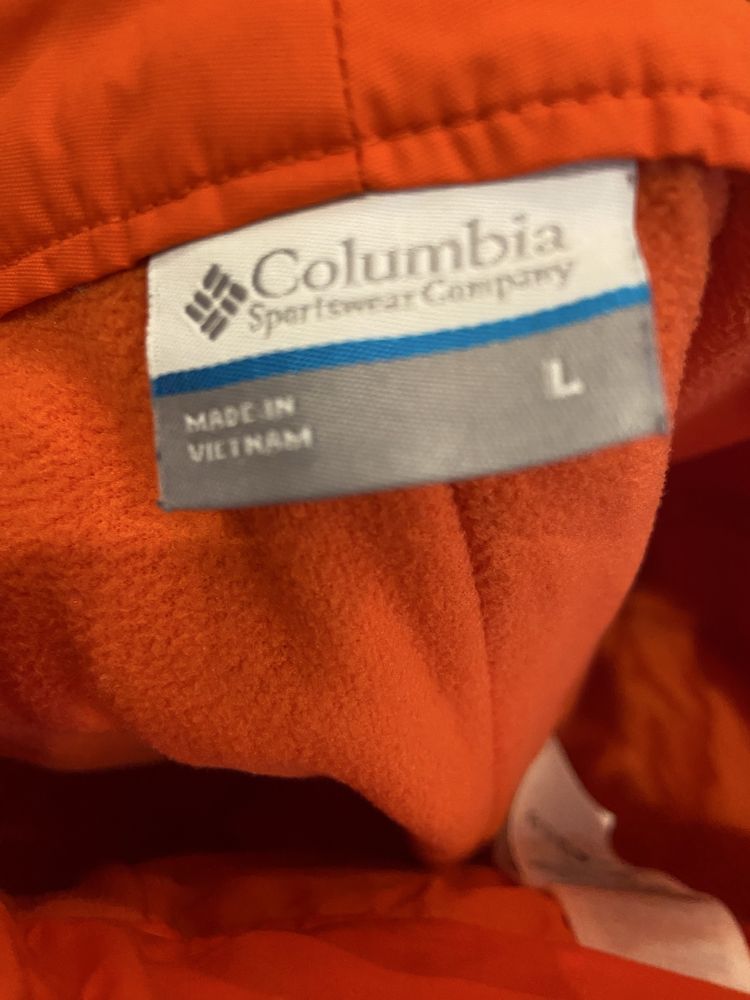 Columbia
Sportswear Company
L
MADE IN
VIETNAM